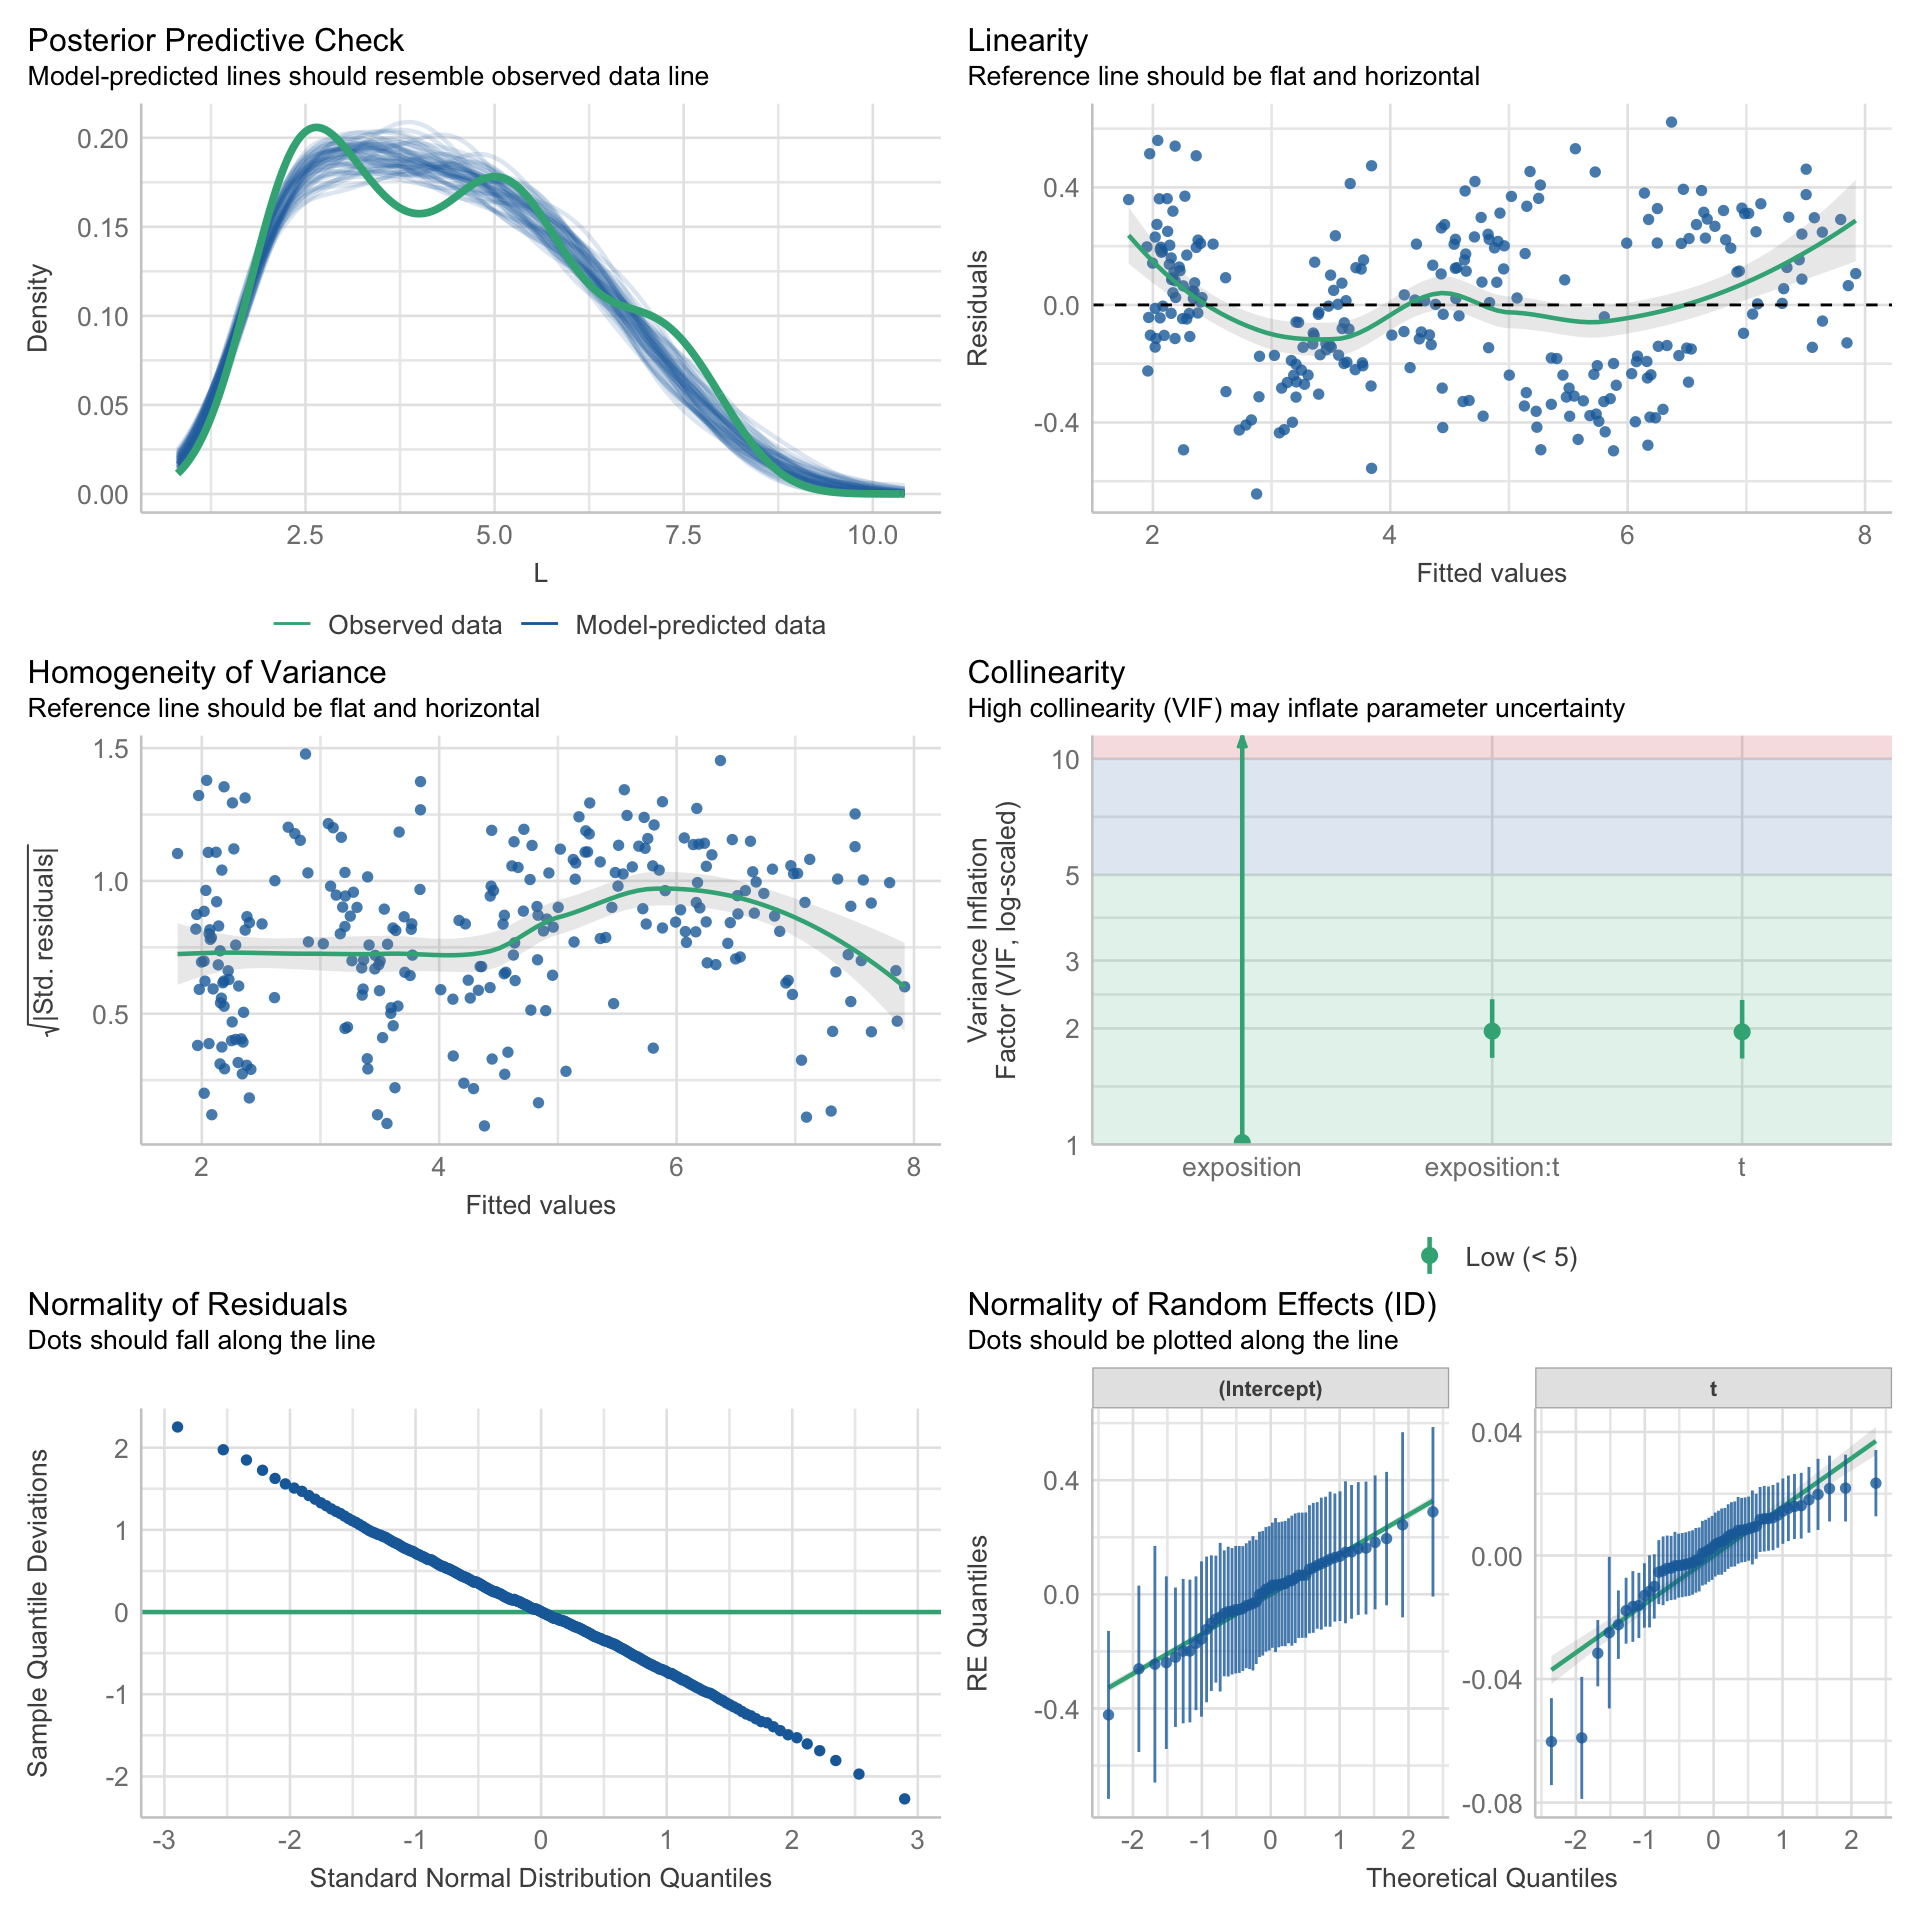 Posterior Predictive Check
Model-predicted lines should resemble observed data line
Density
0.20
0.15
0.10
0.05
0.00
2.5 5.0 7.5 10.0
L
Observed data Model-predicted data
Linearity
Reference line should be flat and horizontal
Residuals
0.4
0.0
-0.4
2 4 6 8
Fitted values
Homogeneity of Variance
Reference line should be flat and horizontal
√|Std. residuals|
1.5
1.0
0.5
2 4 6 8
Fitted values
Collinearity
High collinearity (VIF) may inflate parameter uncertainty
Variance Inflation
Factor (VIF, log-scaled)
10
5
3
2
1
exposition exposition:t t
Low (< 5)
Normality of Residuals
Dots should fall along the line
Sample Quantile Deviations
2
1
0
-1
-2
-3 -2 -1 0 1 2 3
Standard Normal Distribution Quantiles
Normality of Random Effects (ID)
Dots should be plotted along the line
RE Quantiles
(Intercept)
0.4
0.0
-0.4
-2 -1 0 1 2
t
0.04
0.00
-0.04
-0.08
-2 -1 0 1 2
Theoretical Quantiles